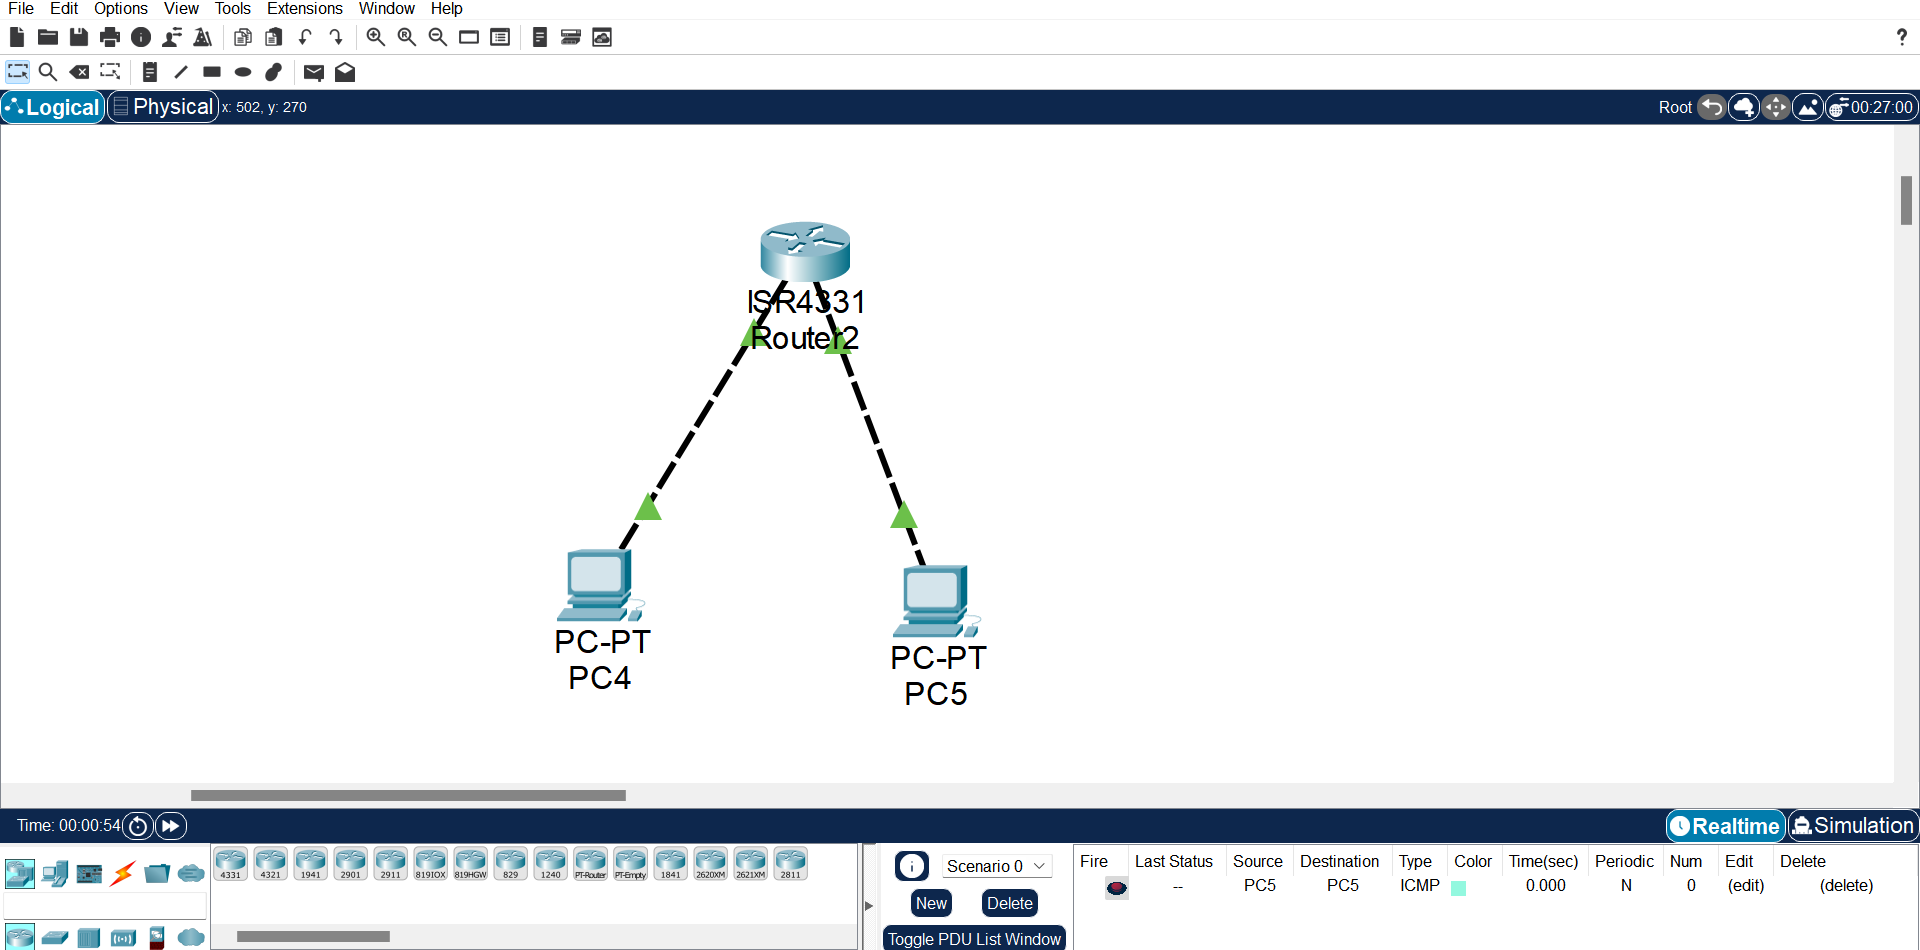 File Edit Options View Tools Extensions Window Help
?
Logical Physical x: 502, y: 270 Root 00:27:00
ISR4331
Router2
PC-PT
PC4
PC-PT
PC5
Time: 00:00:54 Realtime Simulation
4331 4321 1941 2901 2911 819IOX 819HGW 829 1240 PT-Router PT-Empty 1841 2620XM 2621XM 2811
Scenario 0
New Delete
Toggle PDU List Window
Fire Last Status Source Destination Type Color Time(sec) Periodic Num Edit Delete
-- PC5 PC5 ICMP 0.000 N 0 (edit) (delete)